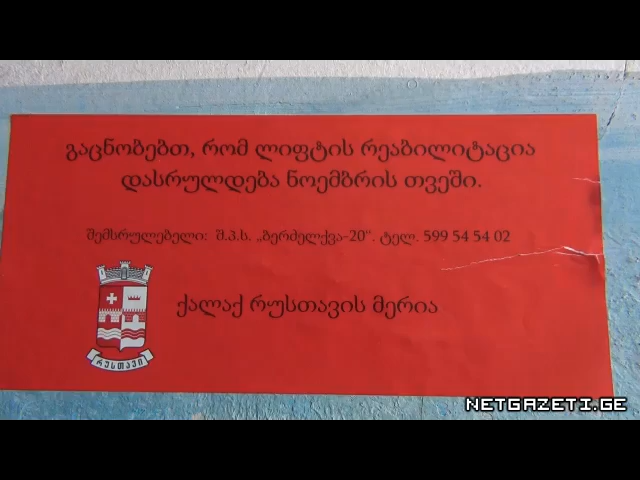 გაცნობებთ, რომ ლიფტის რეაბილიტაცია
დასრულდება ნოემბრის თვეში.
შემსრულებელი: შ.პ.ს. „ბერძელქვა-20“. ტელ. 599 54 54 02
ქალაქ რუსთავის მერია
რუსთავი
NETGAZETI.GE